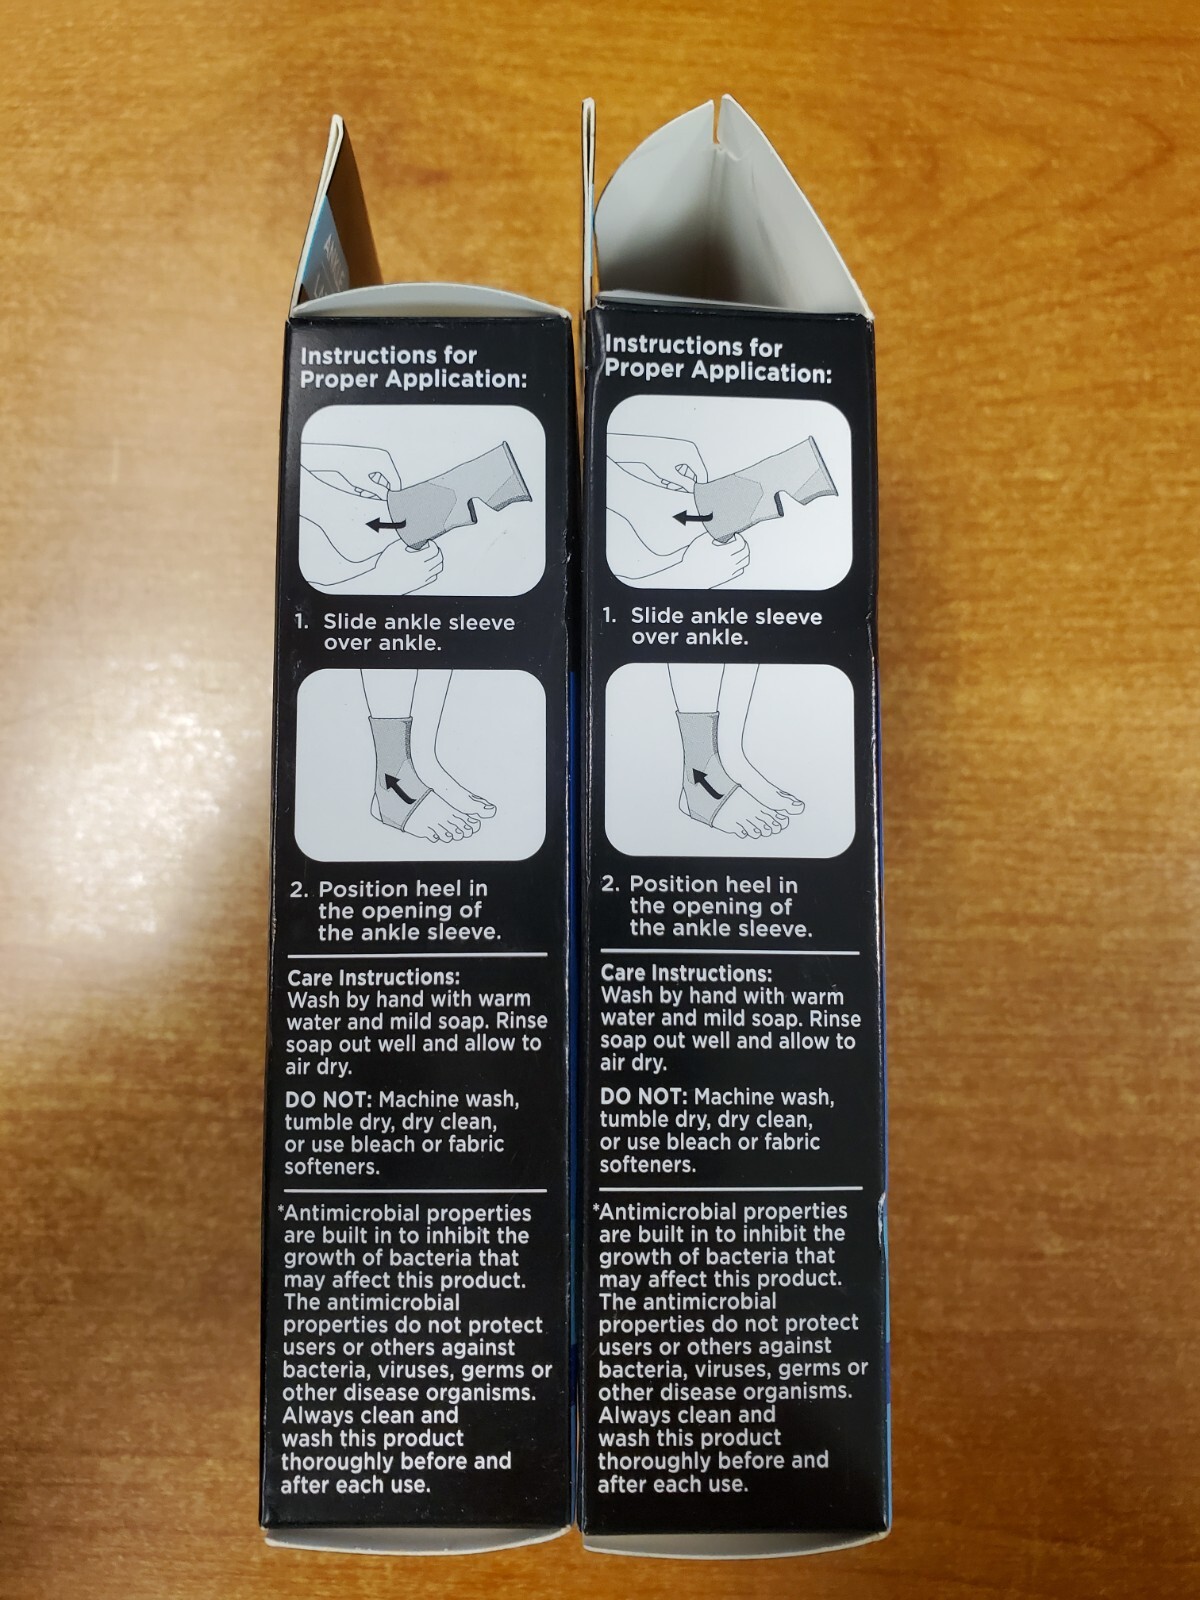 ANKLE
LA
Instructions for
Proper Application:
1. Slide ankle sleeve
over ankle.
2. Position heel in
the opening of
the ankle sleeve.
Care Instructions:
Wash by hand with warm
water and mild soap. Rinse
soap out well and allow to
air dry.
DO NOT: Machine wash,
tumble dry, dry clean,
or use bleach or fabric
softeners.
*Antimicrobial properties
are built in to inhibit the
growth of bacteria that
may affect this product.
The antimicrobial
properties do not protect
users or others against
bacteria, viruses, germs or
other disease organisms.
Always clean and
wash this product
thoroughly before and
after each use.
Instructions for
Proper Application:
1. Slide ankle sleeve
over ankle.
2. Position heel in
the opening of
the ankle sleeve.
Care Instructions:
Wash by hand with warm
water and mild soap. Rinse
soap out well and allow to
air dry.
DO NOT: Machine wash,
tumble dry, dry clean,
or use bleach or fabric
softeners.
*Antimicrobial properties
are built in to inhibit the
growth of bacteria that
may affect this product.
The antimicrobial
properties do not protect
users or others against
bacteria, viruses, germs or
other disease organisms.
Always clean and
wash this product
thoroughly before and
after each use.